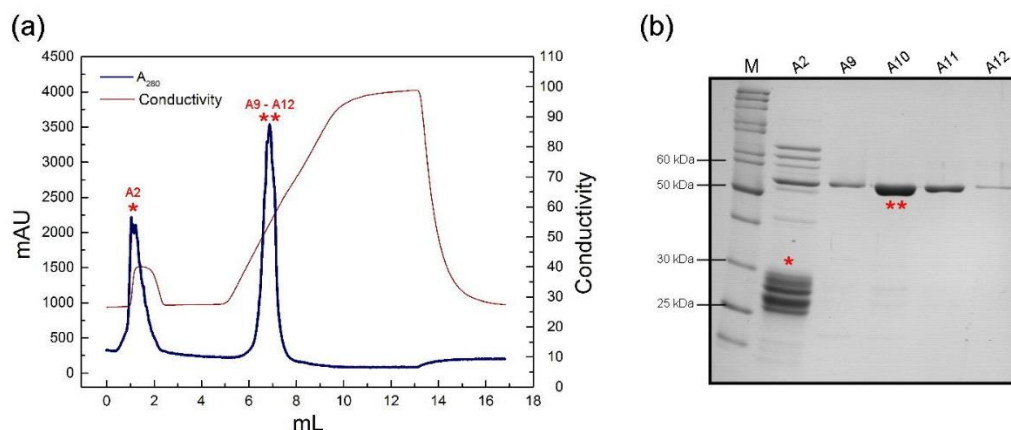 (a)
4500
4000
3500
3000
2500
2000
1500
1000
500
0
mAU
A280
Conductivity
A2
*
A9 - A12
**
110
100
90
80
70
60
50
40
30
20
10
0
Conductivity
0 2 4 6 8 10 12 14 16 18
mL
(b)
M A2 A9 A10 A11 A12
60 kDa
50 kDa
**
30 kDa
*
25 kDa